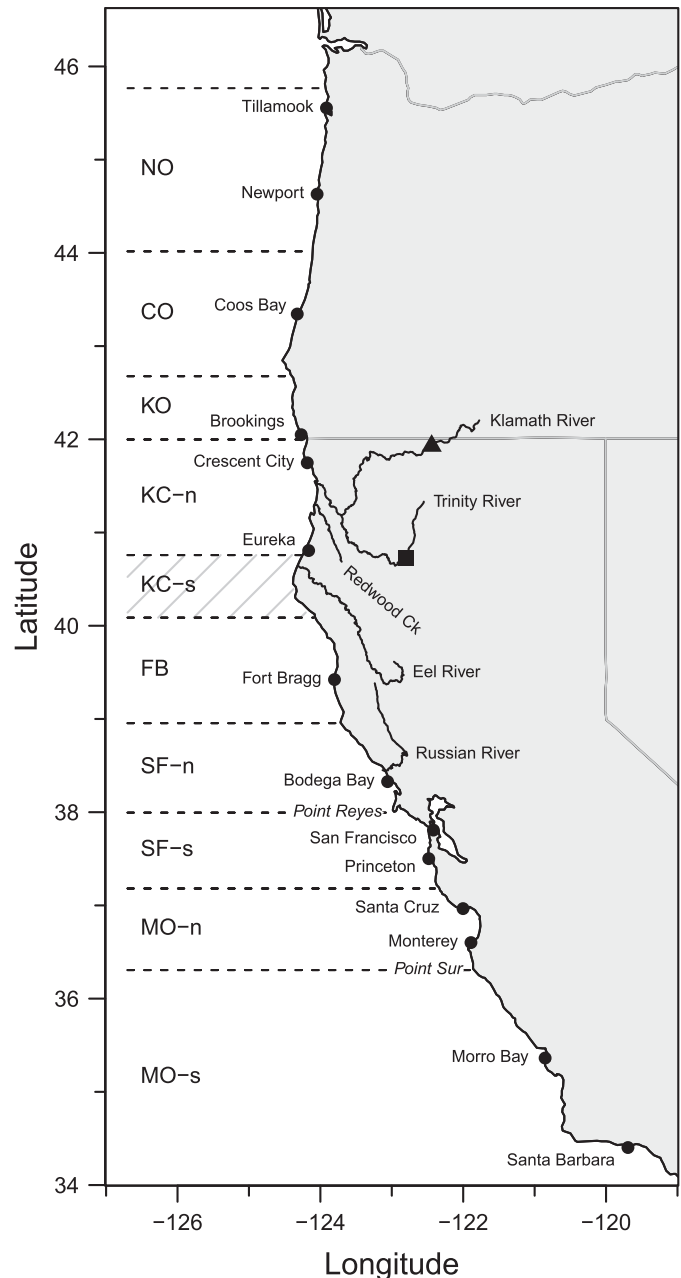 46
Tillamook
NO
Newport
44
Coos Bay
CO
KO
Brookings
Klamath River
42
Crescent City
KC−n
Trinity River
Eureka
KC−s
Redwood Ck
40
FB
Fort Bragg
Eel River
Russian River
SF−n
Bodega Bay
38
Point Reyes
San Francisco
SF−s
Princeton
Santa Cruz
MO−n
Monterey
Point Sur
36
Morro Bay
MO−s
Santa Barbara
34
−126
−124
−122
−120
Latitude
Longitude